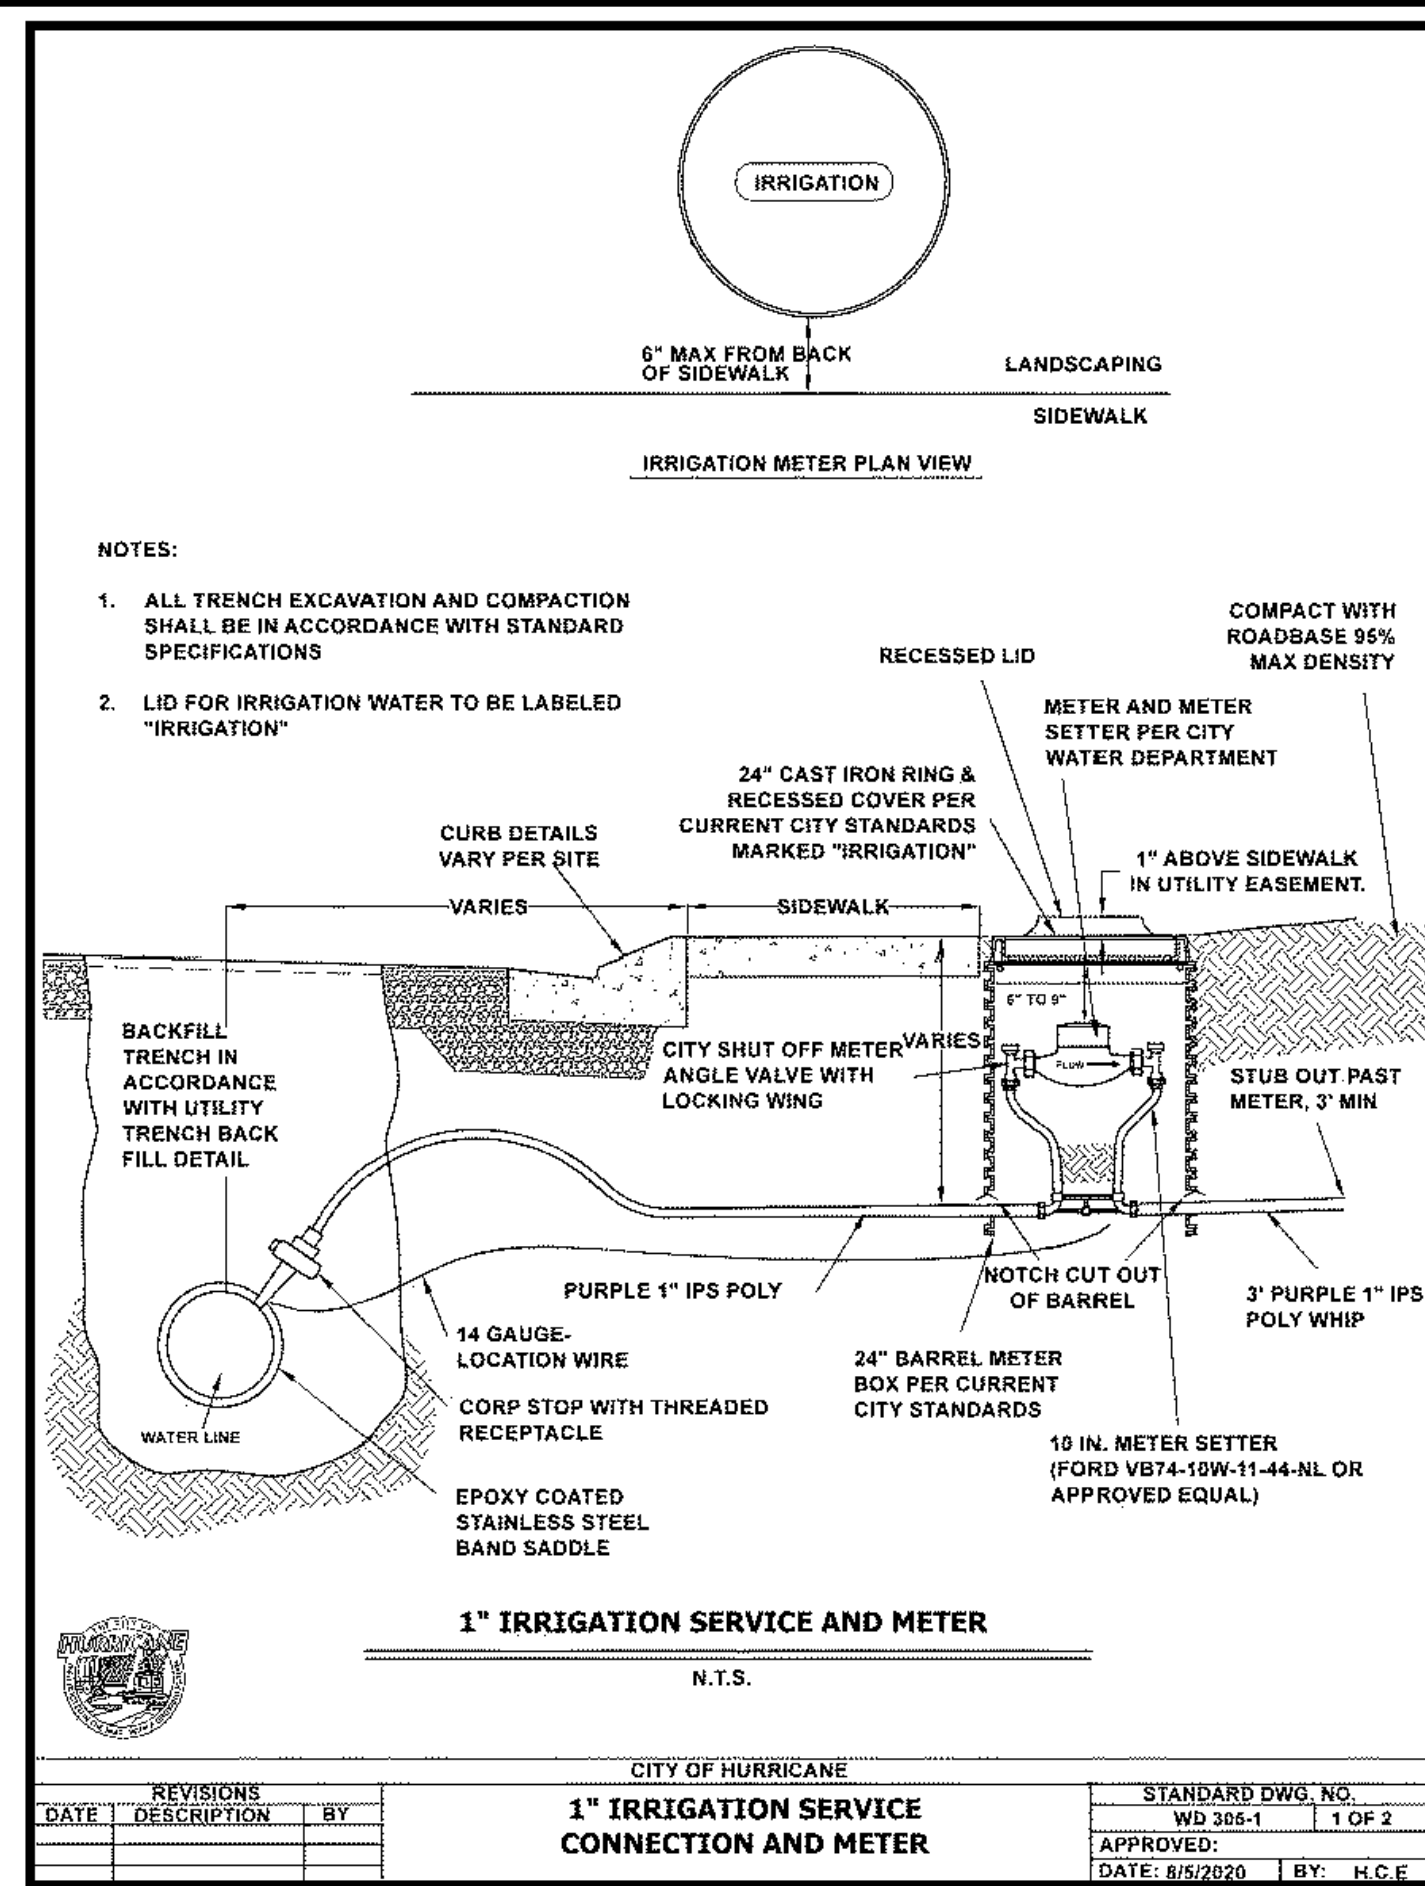 IRRIGATION
6" MAX FROM BACK
OF SIDEWALK
LANDSCAPING
SIDEWALK
IRRIGATION METER PLAN VIEW
NOTES:
1. ALL TRENCH EXCAVATION AND COMPACTION
SHALL BE IN ACCORDANCE WITH STANDARD
SPECIFICATIONS
2. LID FOR IRRIGATION WATER TO BE LABELED
"IRRIGATION"
COMPACT WITH
ROADBASE 95%
MAX DENSITY
RECESSED LID
METER AND METER
SETTER PER CITY
WATER DEPARTMENT
24" CAST IRON RING &
RECESSED COVER PER
CURRENT CITY STANDARDS
MARKED "IRRIGATION"
CURB DETAILS
VARY PER SITE
1" ABOVE SIDEWALK
IN UTILITY EASEMENT.
VARIES
SIDEWALK
6" TO 9"
BACKFILL
TRENCH IN
ACCORDANCE
WITH UTILITY
TRENCH BACK
FILL DETAIL
CITY SHUT OFF METER
ANGLE VALVE WITH
LOCKING WING
VARIES
FLOW
STUB OUT PAST
METER, 3' MIN
PURPLE 1" IPS POLY
NOTCH CUT OUT
OF BARREL
3' PURPLE 1" IPS
POLY WHIP
14 GAUGE-
LOCATION WIRE
24" BARREL METER
BOX PER CURRENT
CITY STANDARDS
CORP STOP WITH THREADED
RECEPTACLE
WATER LINE
10 IN. METER SETTER
(FORD VB74-10W-11-44-NL OR
APPROVED EQUAL)
EPOXY COATED
STAINLESS STEEL
BAND SADDLE
1" IRRIGATION SERVICE AND METER
N.T.S.
THE CITY OF
HURRICANE
CITY OF HURRICANE
REVISIONS
DATE DESCRIPTION BY
1" IRRIGATION SERVICE
CONNECTION AND METER
STANDARD DWG. NO.
WD 305-1 1 OF 2
APPROVED:
DATE: 8/5/2020 BY: H.C.E